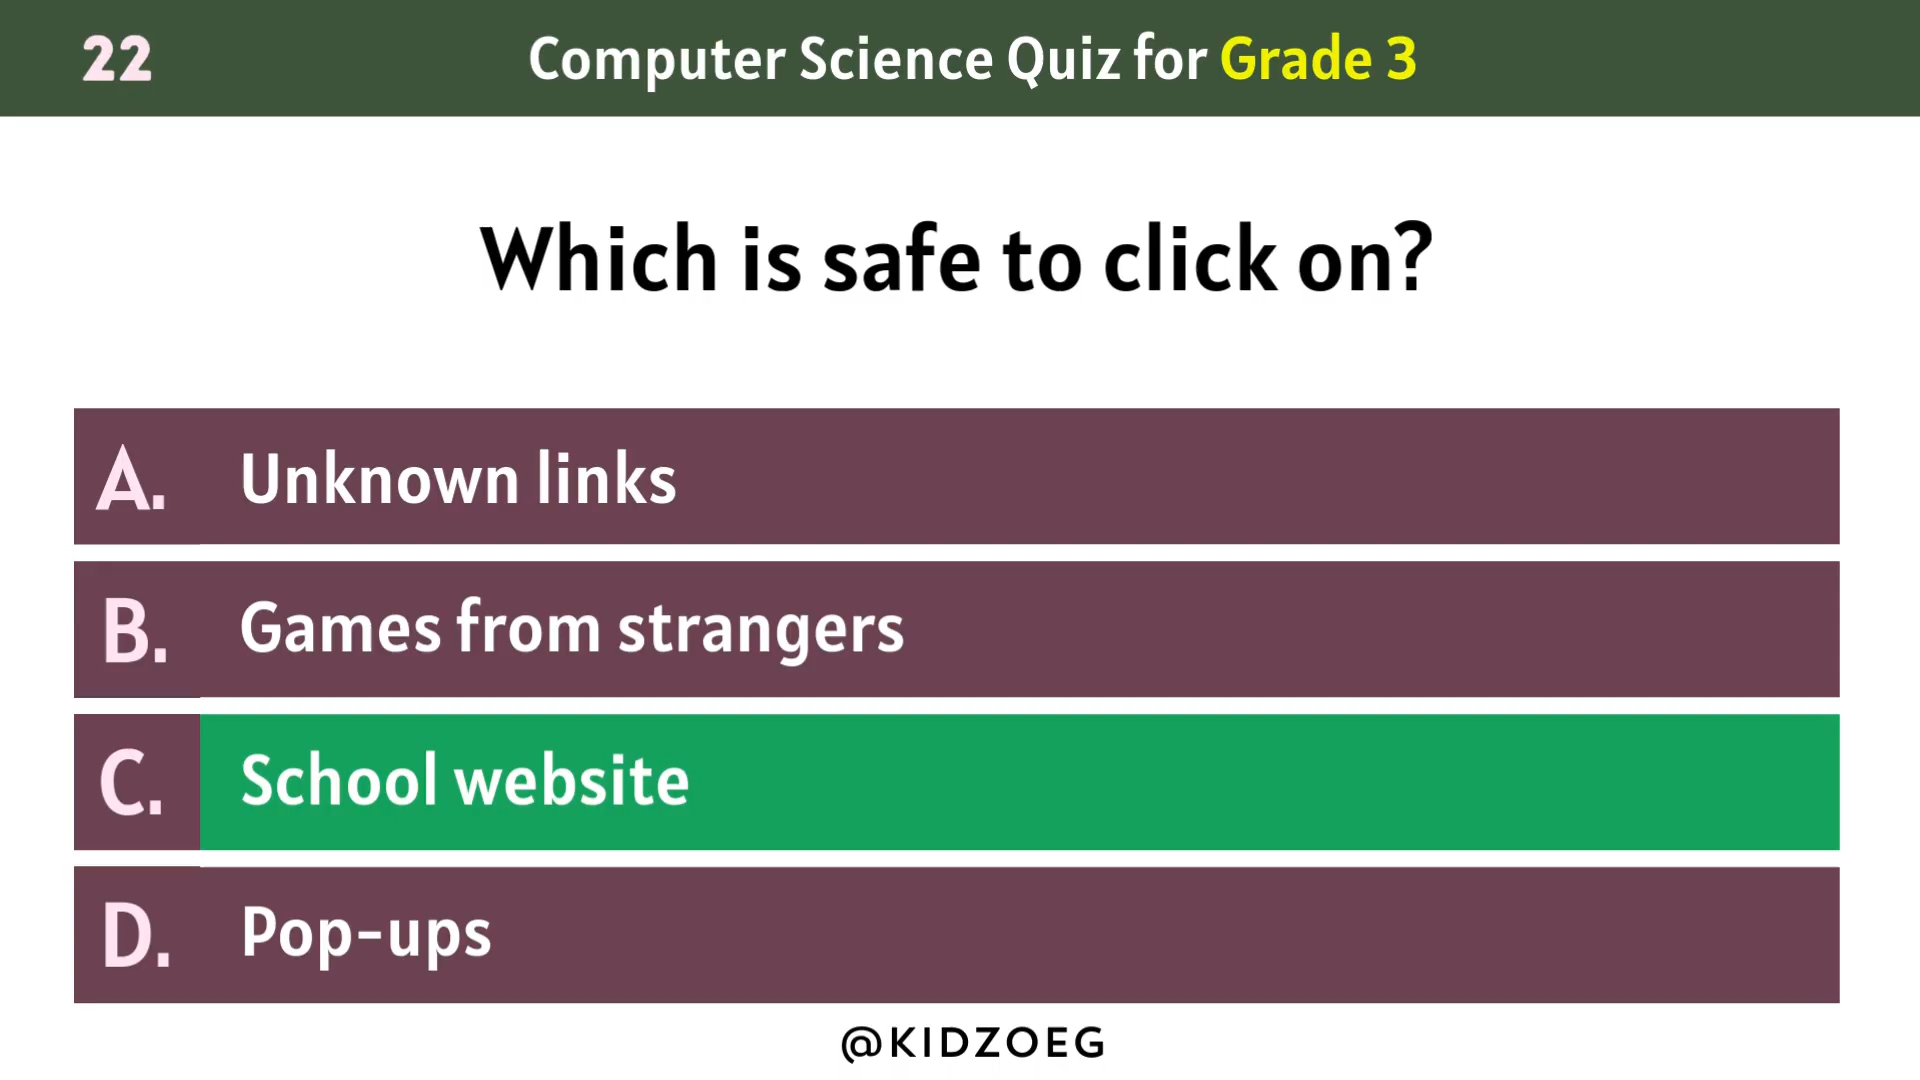 22
Computer Science Quiz for Grade 3
Which is safe to click on?
A. Unknown links
B. Games from strangers
C. School website
D. Pop-ups
@KIDZOEG